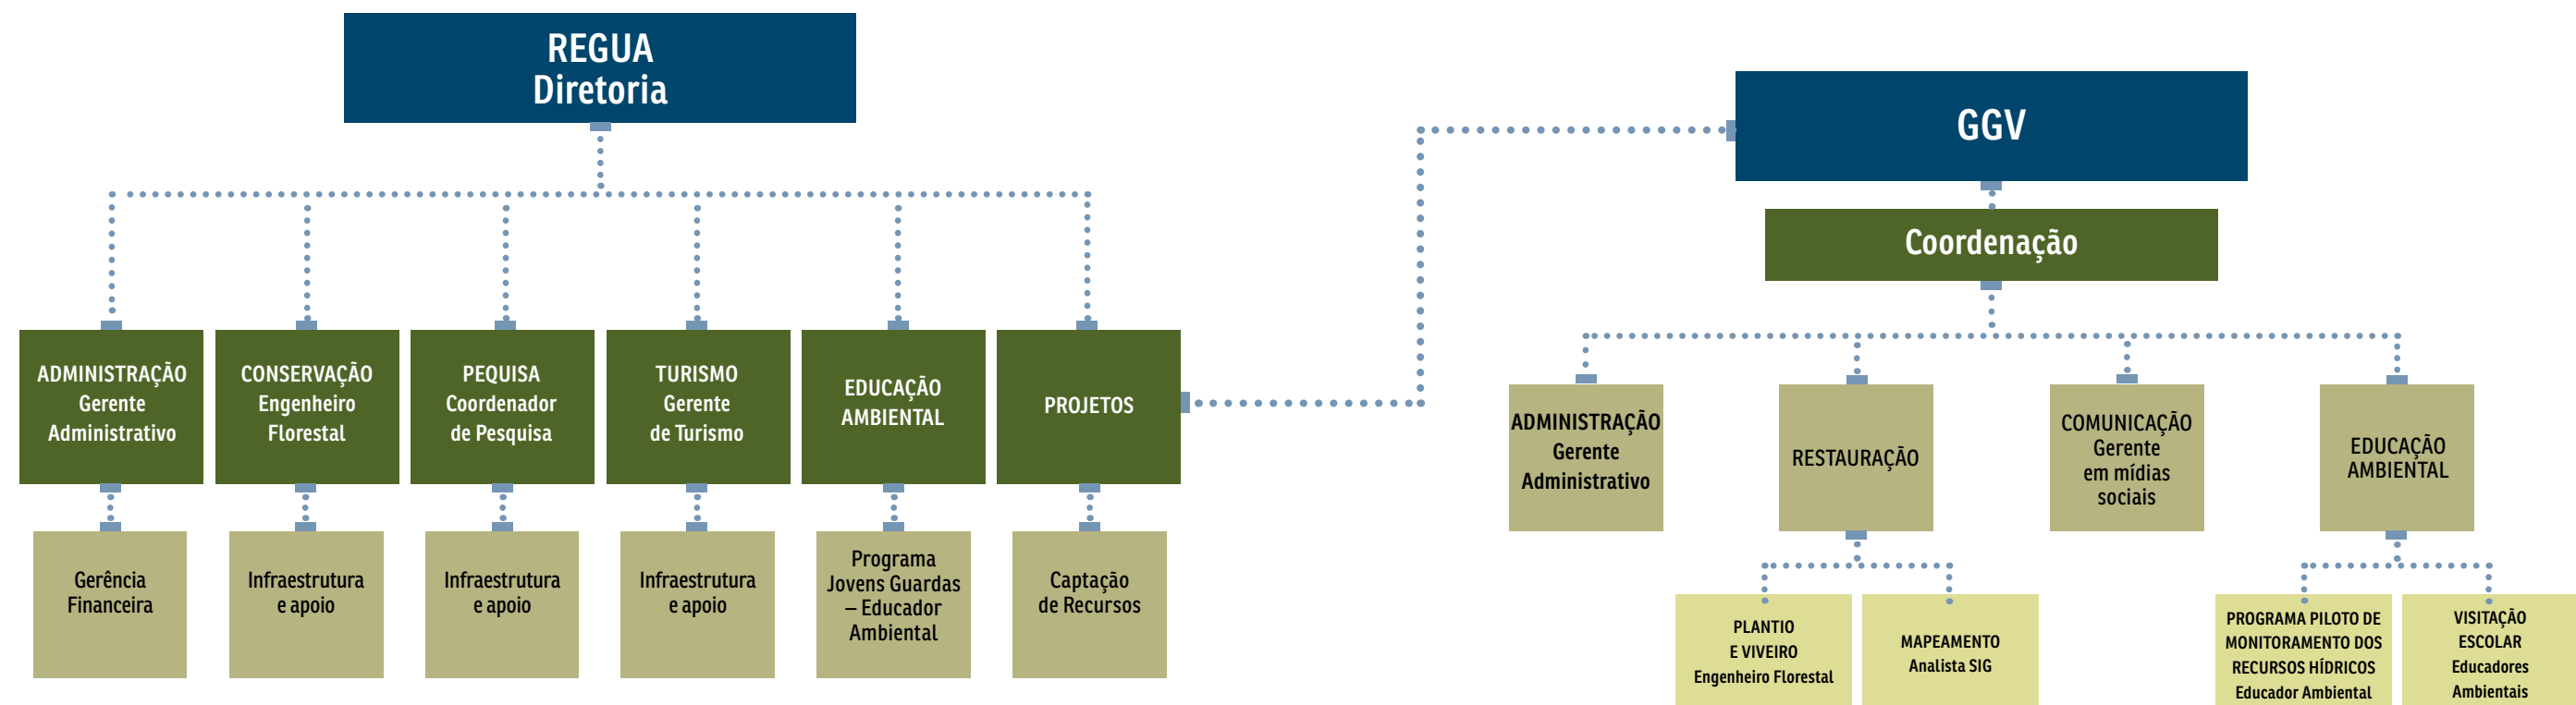 REGUA
Diretoria
ADMINISTRAÇÃO
Gerente
Administrativo
CONSERVAÇÃO
Engenheiro
Florestal
PEQUISA
Coordenador
de Pesquisa
TURISMO
Gerente
de Turismo
EDUCAÇÃO
AMBIENTAL
PROJETOS
Gerência
Financeira
Infraestrutura
e apoio
Infraestrutura
e apoio
Infraestrutura
e apoio
Programa
Jovens Guardas
– Educador
Ambiental
Captação
de Recursos
GGV
Coordenação
ADMINISTRAÇÃO
Gerente
Administrativo
RESTAURAÇÃO
COMUNICAÇÃO
Gerente
em mídias
sociais
EDUCAÇÃO
AMBIENTAL
PLANTIO
E VIVEIRO
Engenheiro Florestal
MAPEAMENTO
Analista SIG
PROGRAMA PILOTO DE
MONITORAMENTO DOS
RECURSOS HÍDRICOS
Educador Ambiental
VISITAÇÃO
ESCOLAR
Educadores
Ambientais